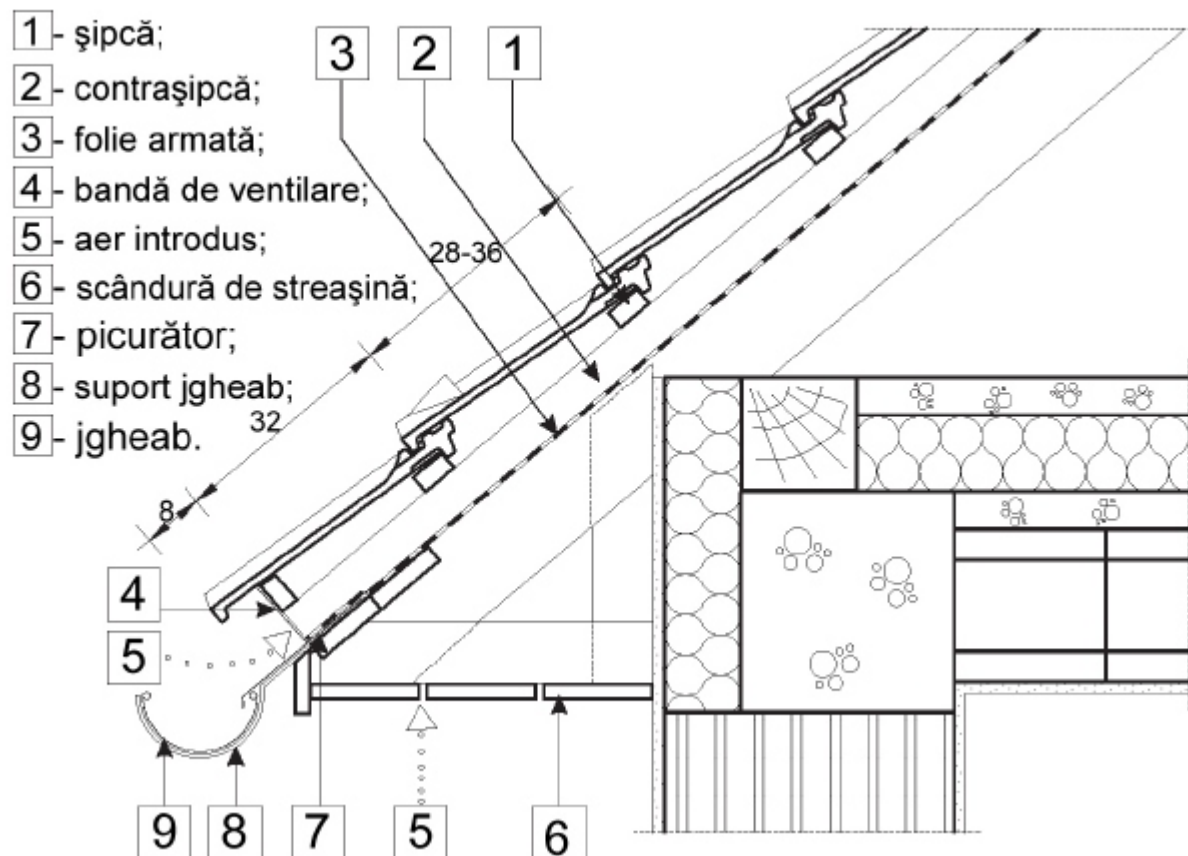 1 - şipcă;
2 - contraşipcă;
3 - folie armată;
4 - bandă de ventilare;
5 - aer introdus;
6 - scândură de streaşină;
7 - picurător;
8 - suport jgheab;
9 - jgheab.
3 2 1
28-36
32
8
4
5
9 8 7 5 6